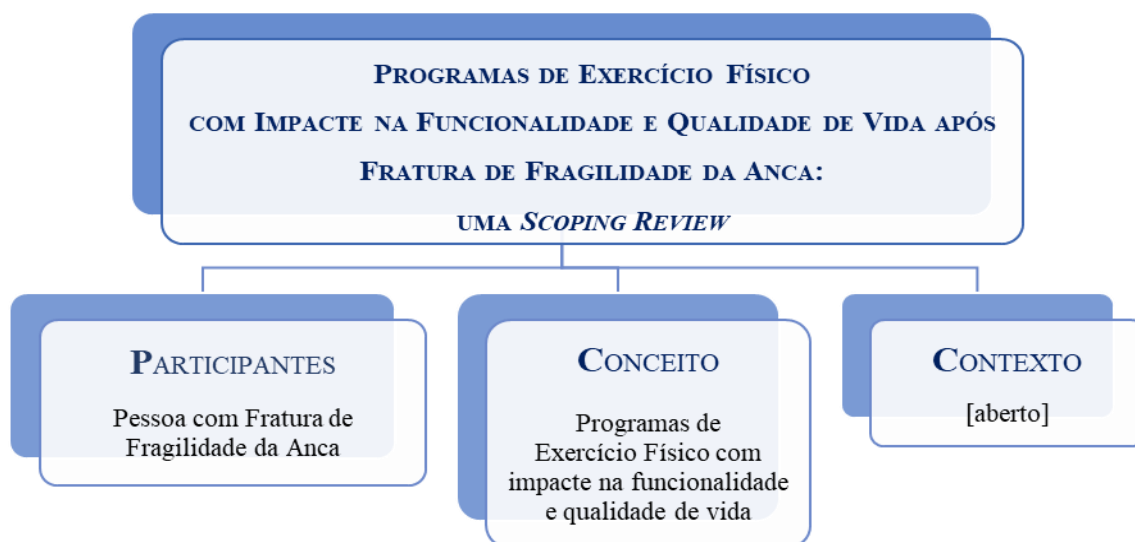 PROGRAMAS DE EXERCÍCIO FÍSICO
COM IMPACTE NA FUNCIONALIDADE E QUALIDADE DE VIDA APÓS
FRATURA DE FRAGILIDADE DA ANCA:
UMA SCOPING REVIEW
PARTICIPANTES
Pessoa com Fratura de
Fragilidade da Anca
CONCEITO
Programas de
Exercício Físico com
impacte na funcionalidade
e qualidade de vida
CONTEXTO
[aberto]